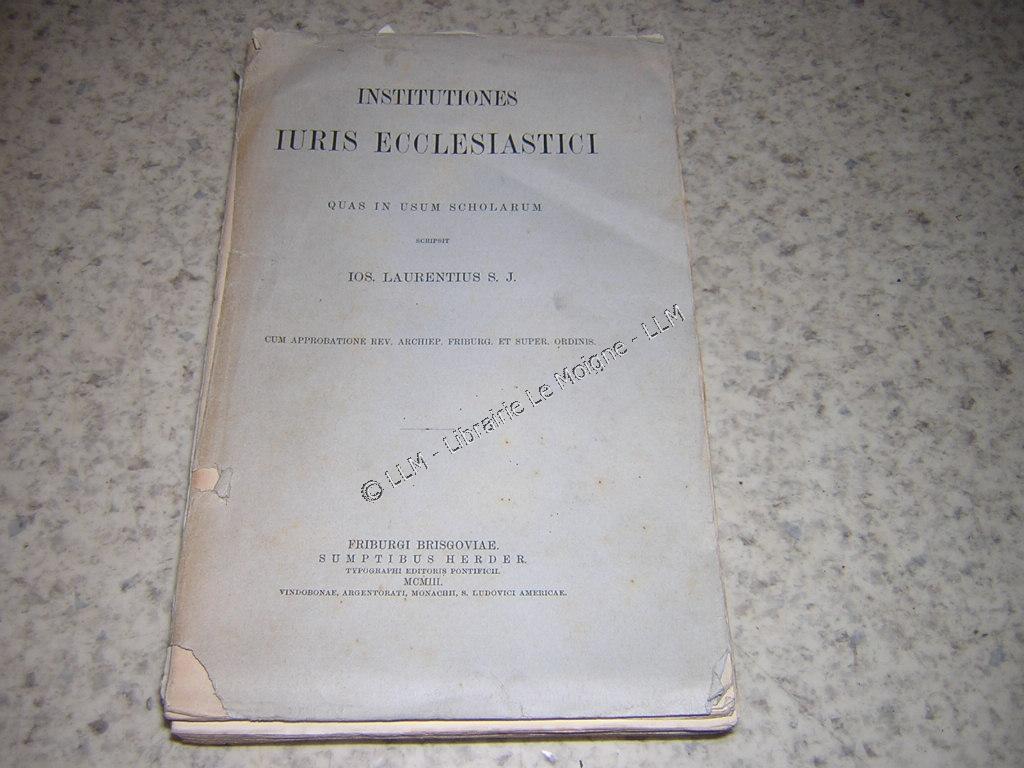 INSTITUTIONES
IURIS ECCLESIASTICI
QUAS IN USUM SCHOLARUM
SCRIPSIT
IOS. LAURENTIUS S. J.
CUM APPROBATIONE REV. ARCHIEP. FRIBURG. ET SUPER. ORDINIS.
© LLM - Librairie Le Moigne - LLM
FRIBURGI BRISGOVIAE.
SUMPTIBUS HERDER.
TYPOGRAPHI EDITORIS PONTIFICII.
MCMIII.
VINDOBONAE, ARGENTORATI, MONACHII, S. LUDOVICI AMERICAE.